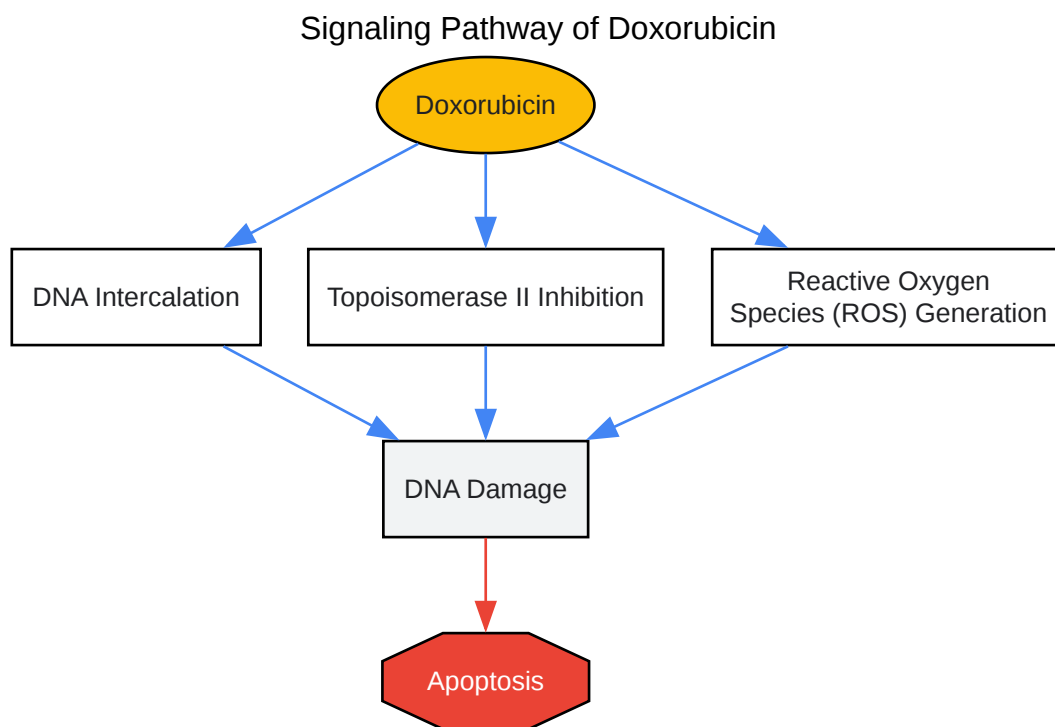 Signaling Pathway of Doxorubicin
Doxorubicin
DNA Intercalation
Topoisomerase II Inhibition
Reactive Oxygen
Species (ROS) Generation
DNA Damage
Apoptosis